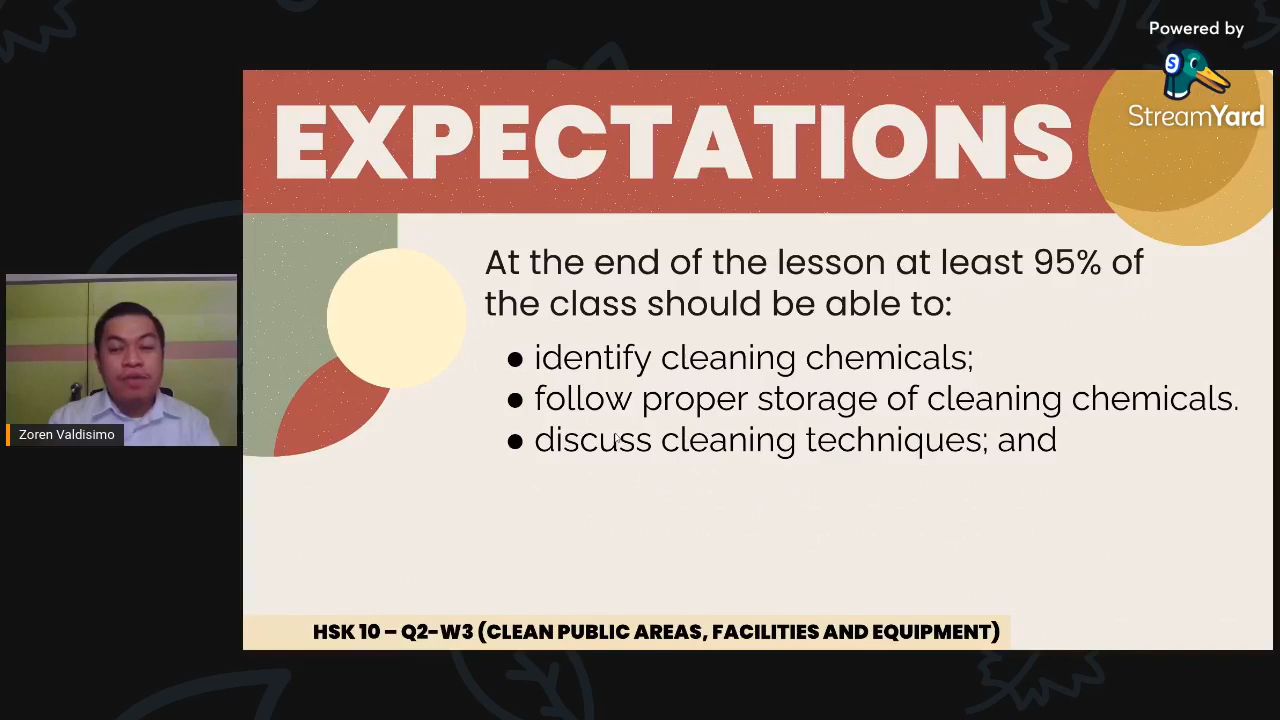 Powered by
S
StreamYard
EXPECTATIONS
At the end of the lesson at least 95% of
the class should be able to:
● identify cleaning chemicals;
● follow proper storage of cleaning chemicals.
● discuss cleaning techniques; and
Zoren Valdisimo
HSK 10 – Q2-W3 (CLEAN PUBLIC AREAS, FACILITIES AND EQUIPMENT)